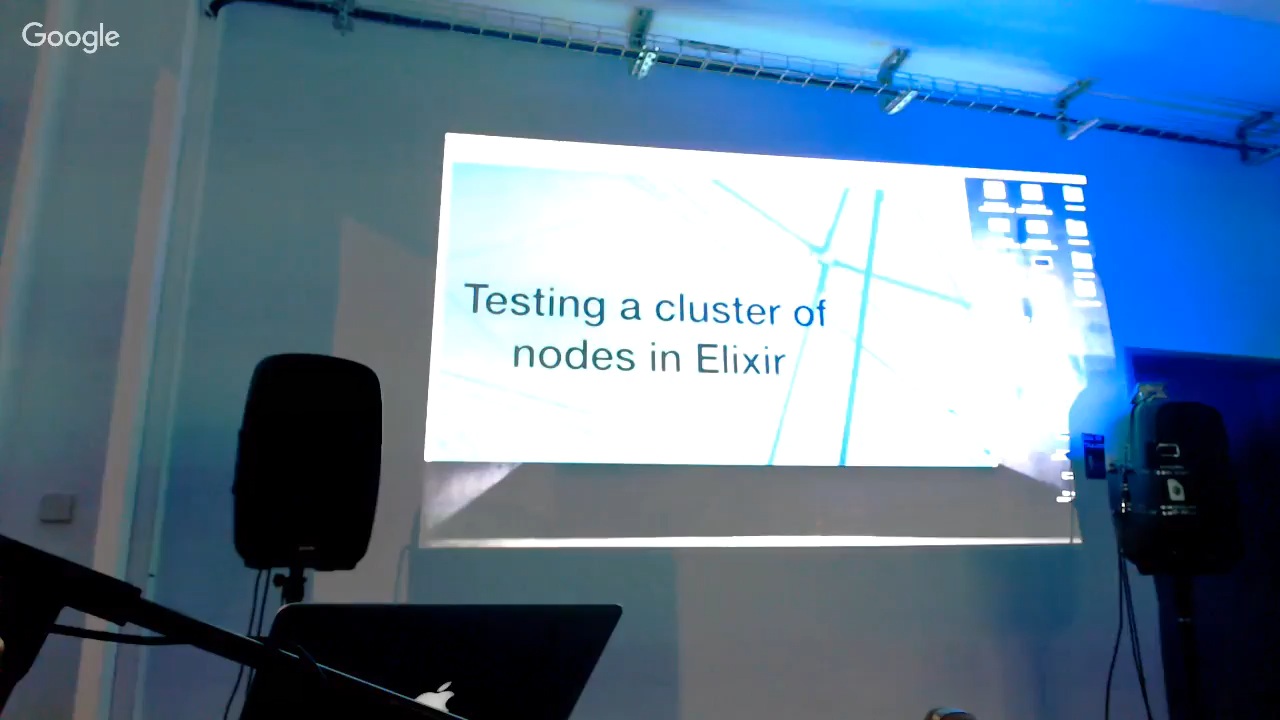 Google
Testing a cluster of
nodes in Elixir